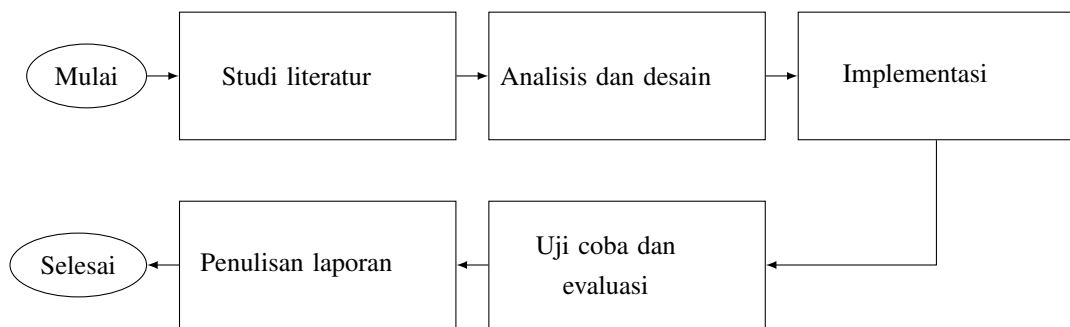 Mulai
Studi literatur
Analisis dan desain
Implementasi
Uji coba dan
evaluasi
Penulisan laporan
Selesai